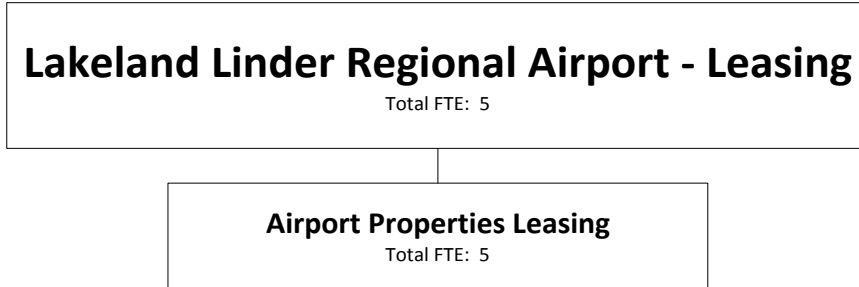 Lakeland Linder Regional Airport - Leasing
Total FTE: 5
Airport Properties Leasing
Total FTE: 5